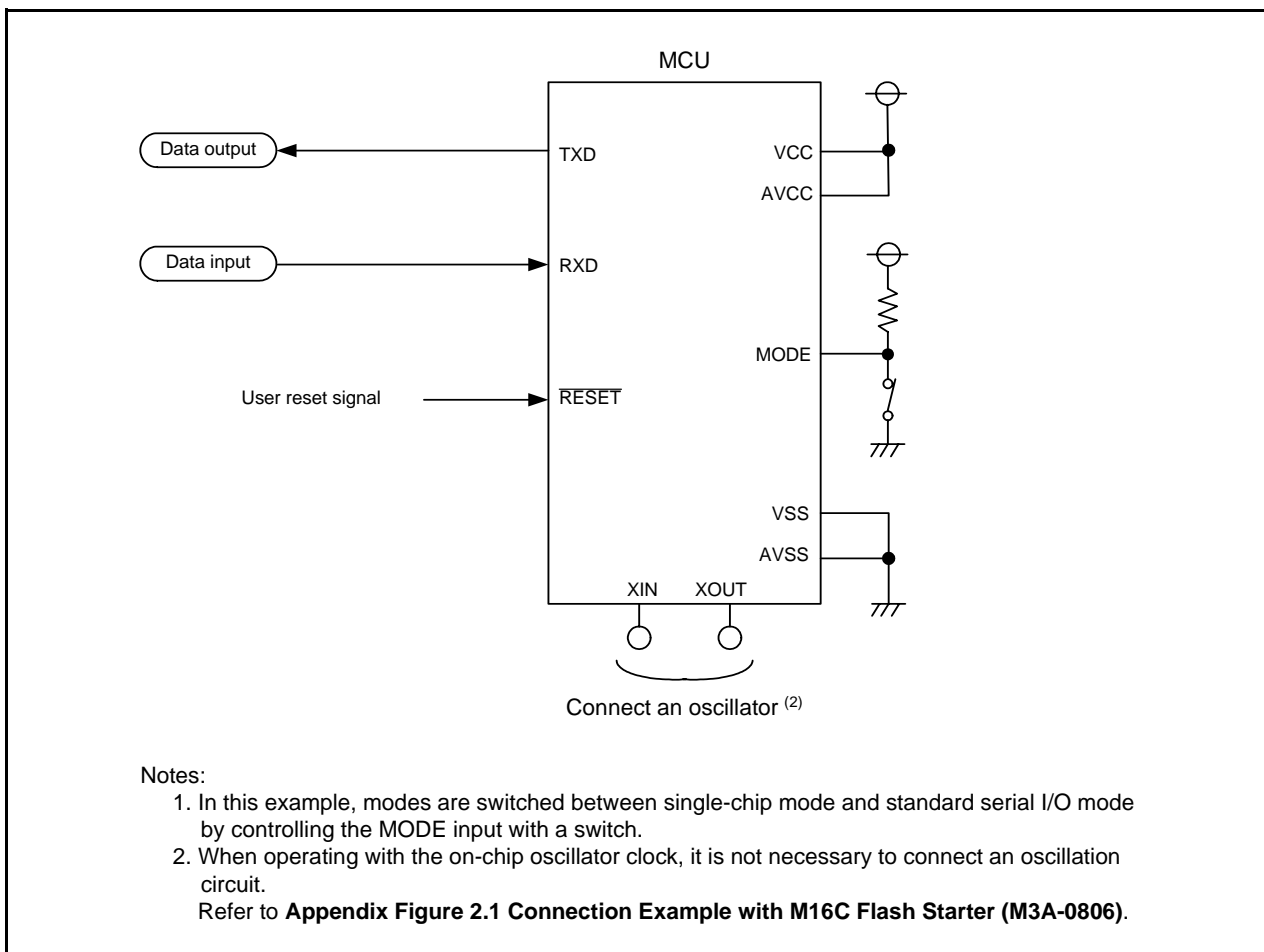 MCU
Data output
TXD
VCC
AVCC
Data input
RXD
MODE
User reset signal
RESET
VSS
AVSS
XIN XOUT
Connect an oscillator (2)
Notes:
1. In this example, modes are switched between single-chip mode and standard serial I/O mode
by controlling the MODE input with a switch.
2. When operating with the on-chip oscillator clock, it is not necessary to connect an oscillation
circuit.
Refer to Appendix Figure 2.1 Connection Example with M16C Flash Starter (M3A-0806).